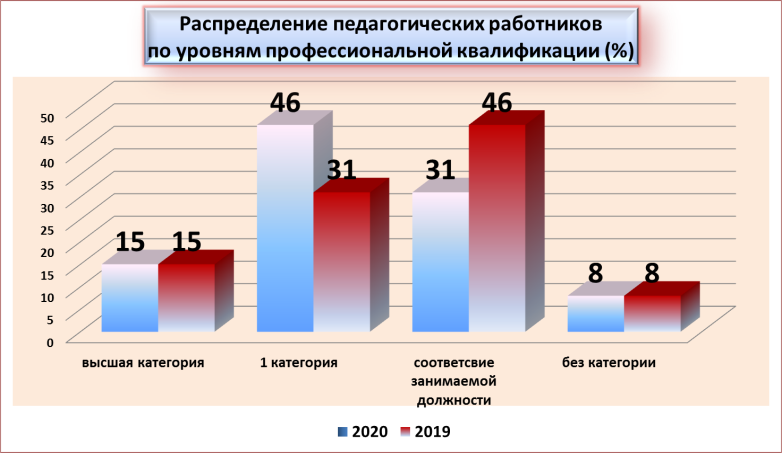 Распределение педагогических работников
по уровням профессиональной квалификации (%)
50
45
40
35
30
25
20
15
10
5
0
15
15
46
31
31
46
8
8
высшая категория
1 категория
соответсвие
занимаемой
должности
без категории
2020
2019